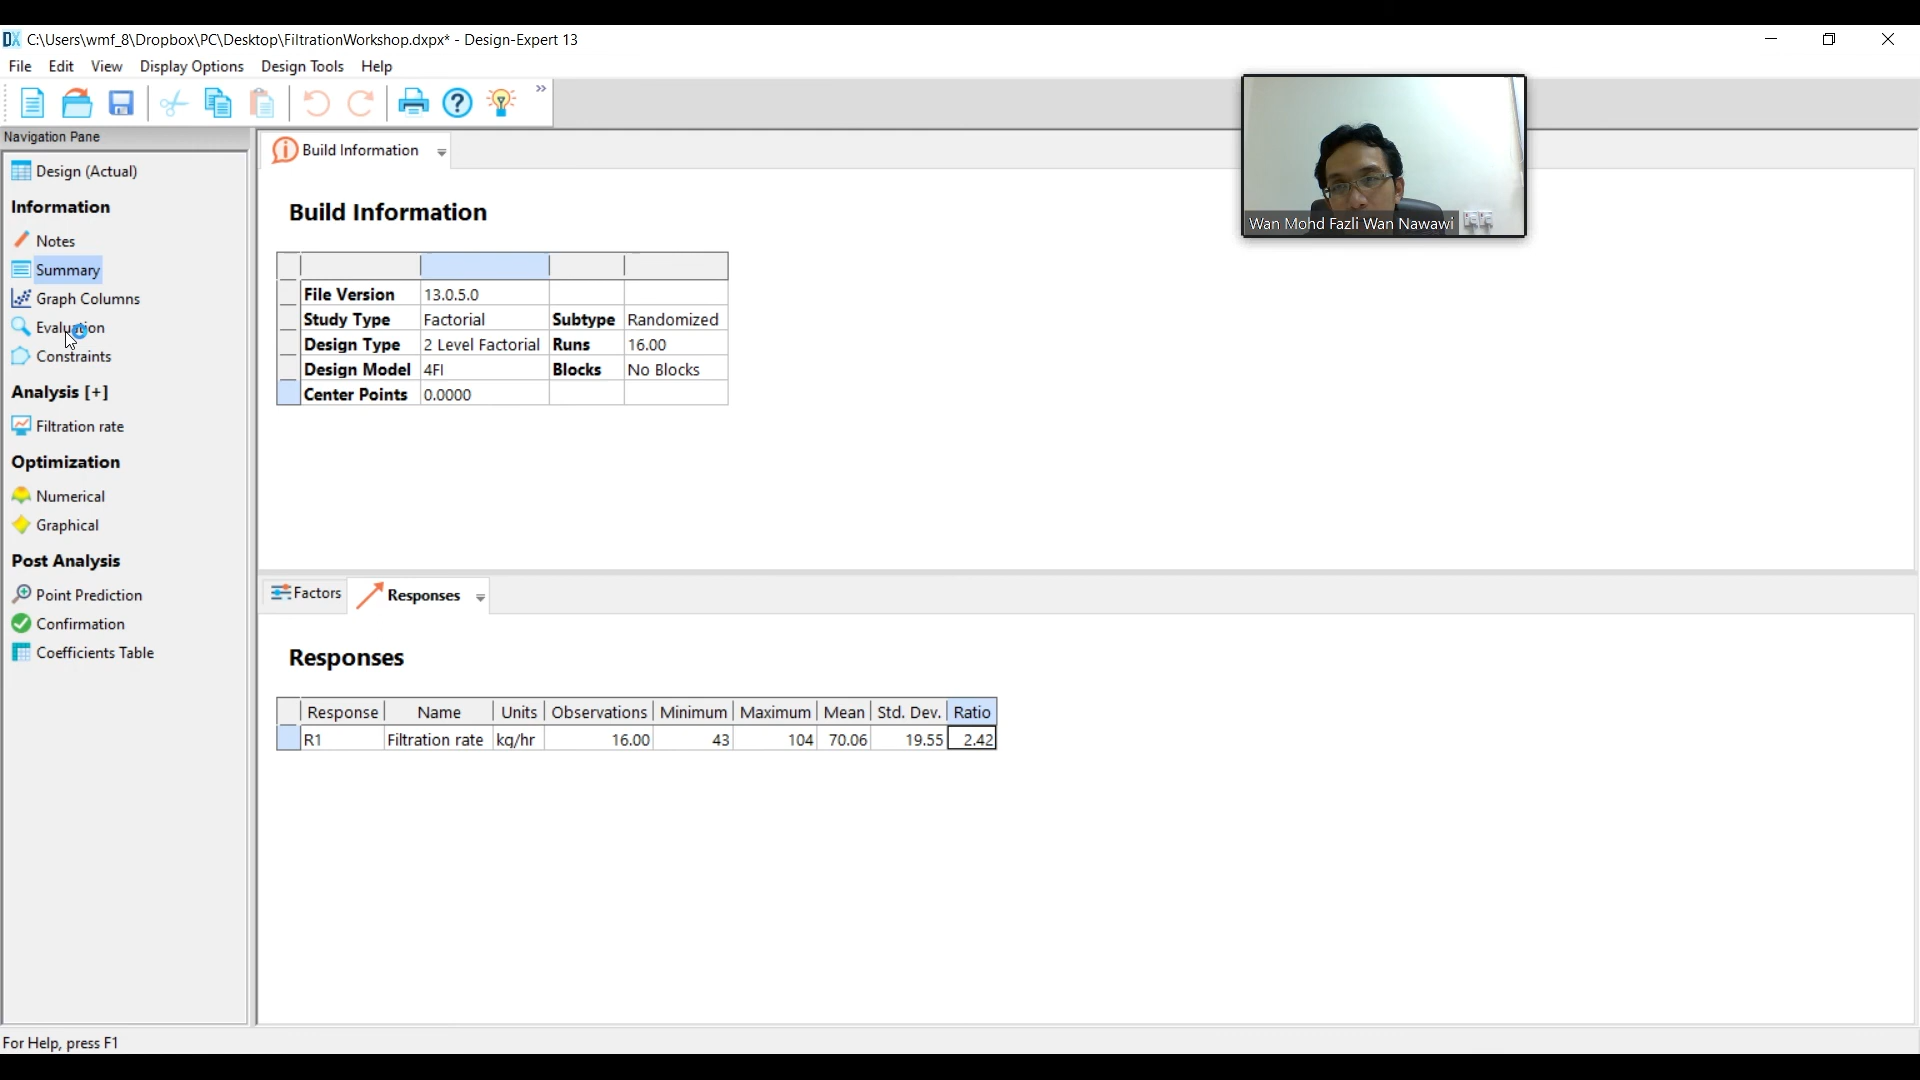 C:\Users\wmf_8\Dropbox\PC\Desktop\FiltrationWorkshop.dxpx* - Design-Expert 13
File Edit View Display Options Design Tools Help
Navigation Pane
Design (Actual)
Information
Notes
Summary
Graph Columns
Evaluation
Constraints
Analysis [+]
Filtration rate
Optimization
Numerical
Graphical
Post Analysis
Point Prediction
Confirmation
Coefficients Table
Build Information
Build Information
File Version 13.0.5.0
Study Type Factorial Subtype Randomized
Design Type 2 Level Factorial Runs 16.00
Design Model 4FI Blocks No Blocks
Center Points 0.0000
Wan Mohd Fazli Wan Nawawi
Factors Responses
Responses
Response Name Units Observations Minimum Maximum Mean Std. Dev. Ratio
R1 Filtration rate kg/hr 16.00 43 104 70.06 19.55 2.42
For Help, press F1